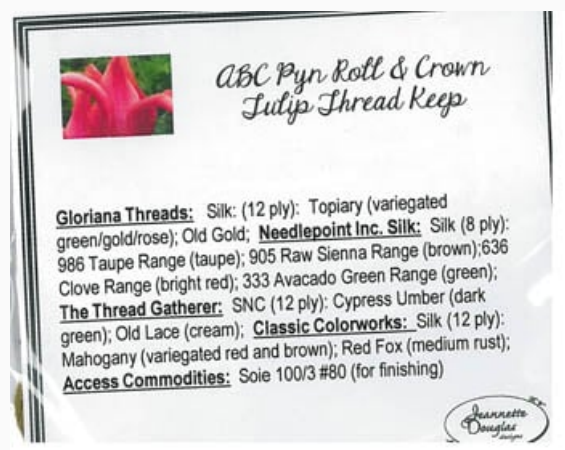 ABC Pyn Roll & Crown
Tulip Thread Keep
Gloriana Threads: Silk: (12 ply): Topiary (variegated
green/gold/rose); Old Gold; Needlepoint Inc. Silk: Silk (8 ply):
986 Taupe Range (taupe); 905 Raw Sienna Range (brown);636
Clove Range (bright red); 333 Avacado Green Range (green);
The Thread Gatherer: SNC (12 ply): Cypress Umber (dark
green); Old Lace (cream); Classic Colorworks: Silk (12 ply):
Mahogany (variegated red and brown); Red Fox (medium rust);
Access Commodities: Soie 100/3 #80 (for finishing)
Jeannette
Douglas
designs